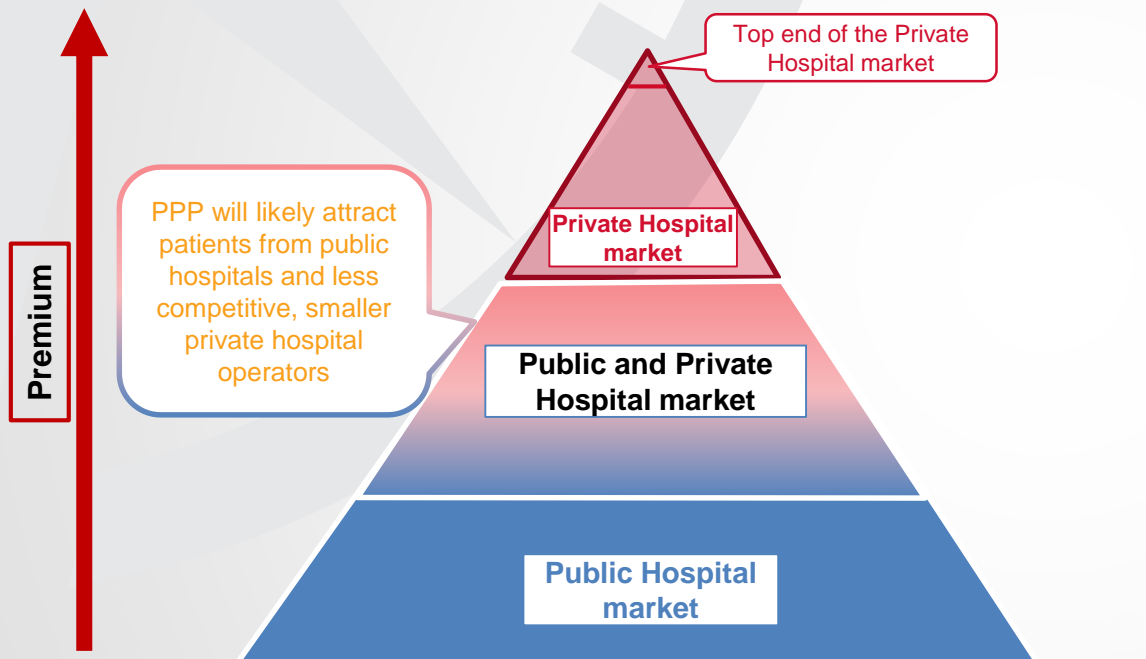 Top end of the Private
Hospital market
Private Hospital
market
PPP will likely attract
patients from public
hospitals and less
competitive, smaller
private hospital
operators
Premium
Public and Private
Hospital market
Public Hospital
market